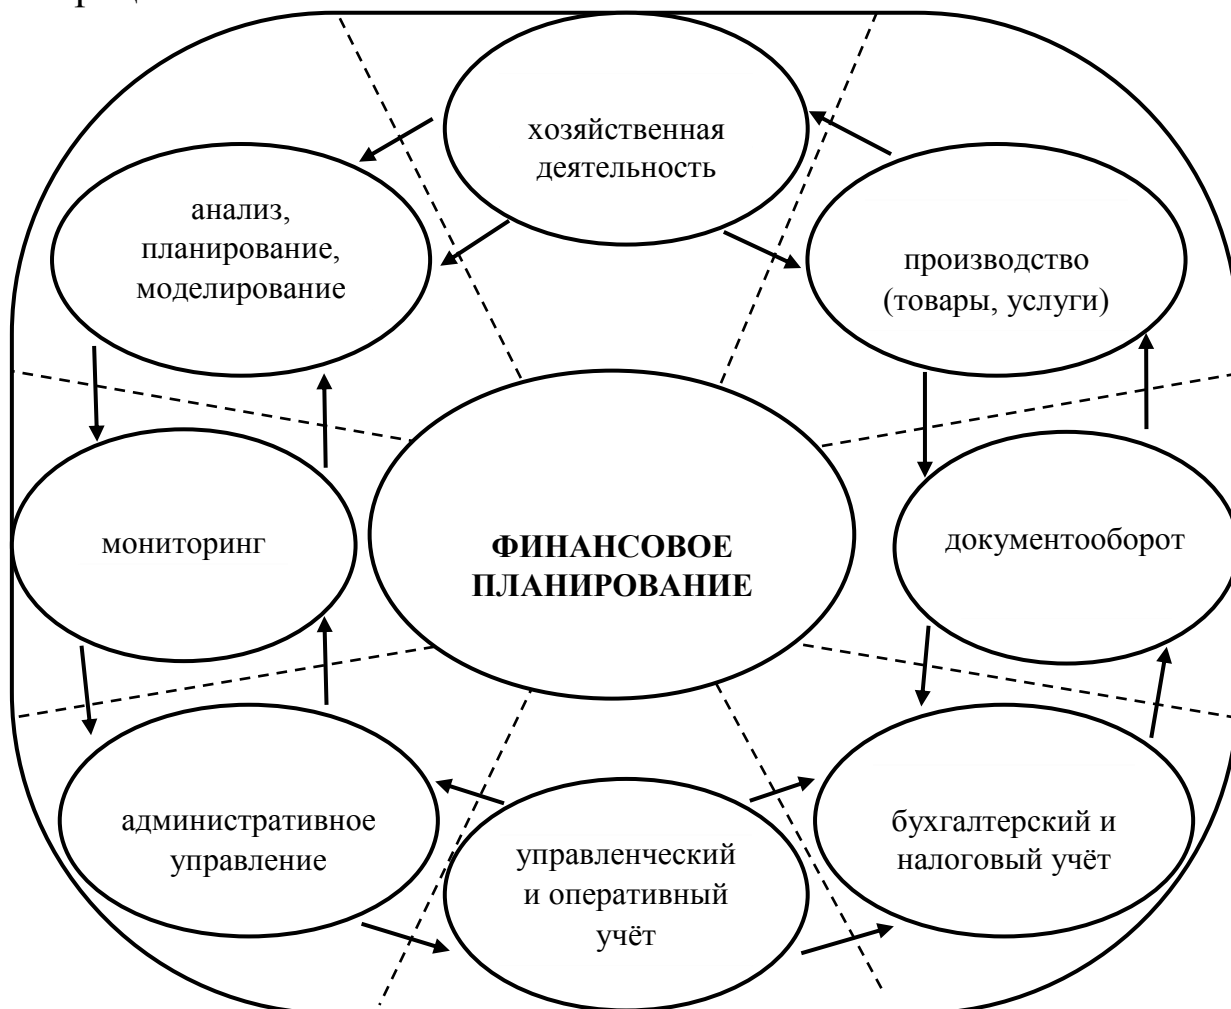 хозяйственная
деятельность
анализ,
планирование,
моделирование
производство
(товары, услуги)
мониторинг
ФИНАНСОВОЕ
ПЛАНИРОВАНИЕ
документооборот
административное
управление
управленческий
и оперативный
учёт
бухгалтерский и
налоговый учёт